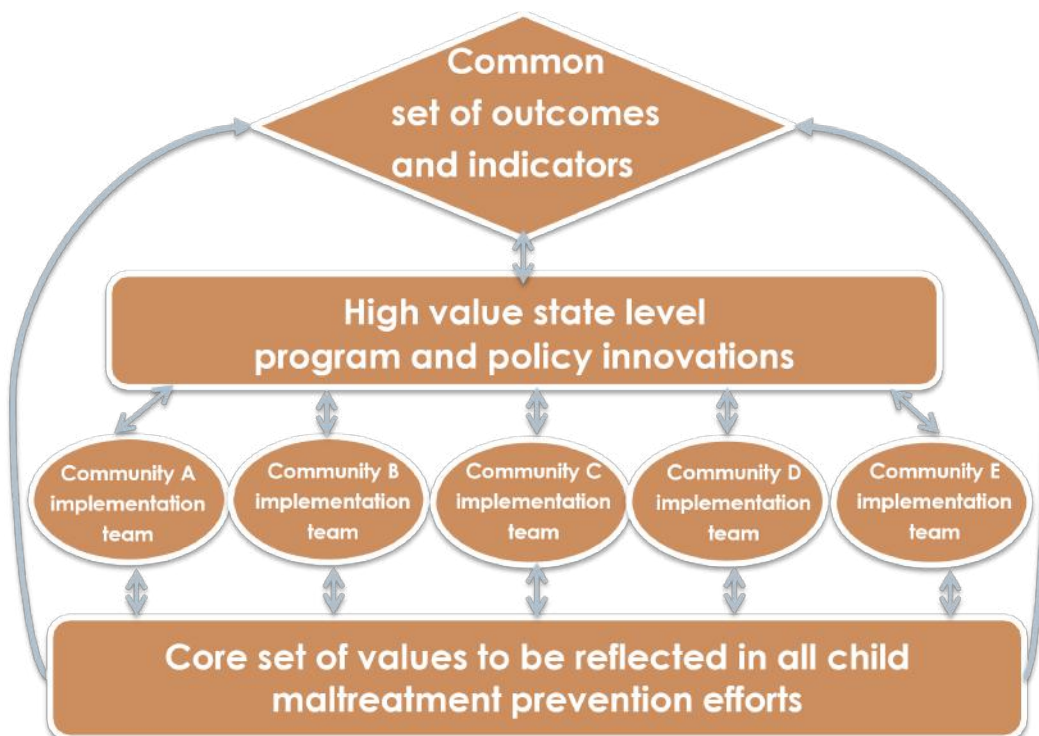 Common
set of outcomes
and indicators
High value state level
program and policy innovations
Community A
implementation
team
Community B
implementation
team
Community C
implementation
team
Community D
implementation
team
Community E
implementation
team
Core set of values to be reflected in all child
maltreatment prevention efforts